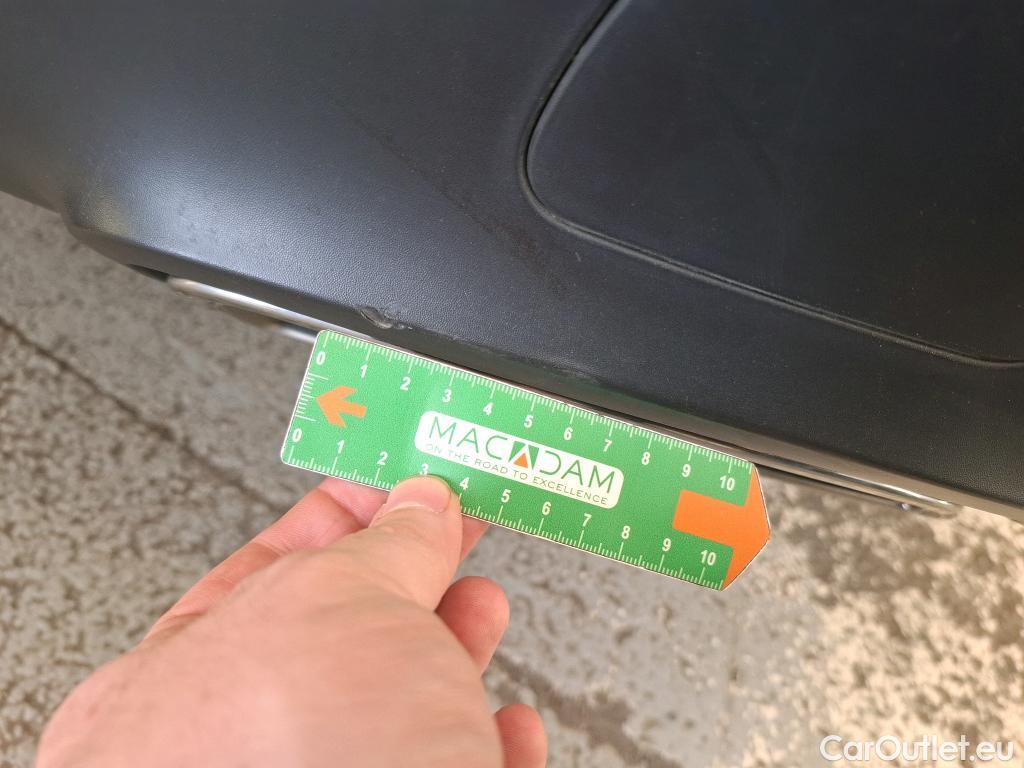 0 1 2 3 4 5 6 7 8 9 10
MACADAM
ON THE ROAD TO EXCELLENCE
0 1 2 3 4 5 6 7 8 9 10
CarOutlet.eu